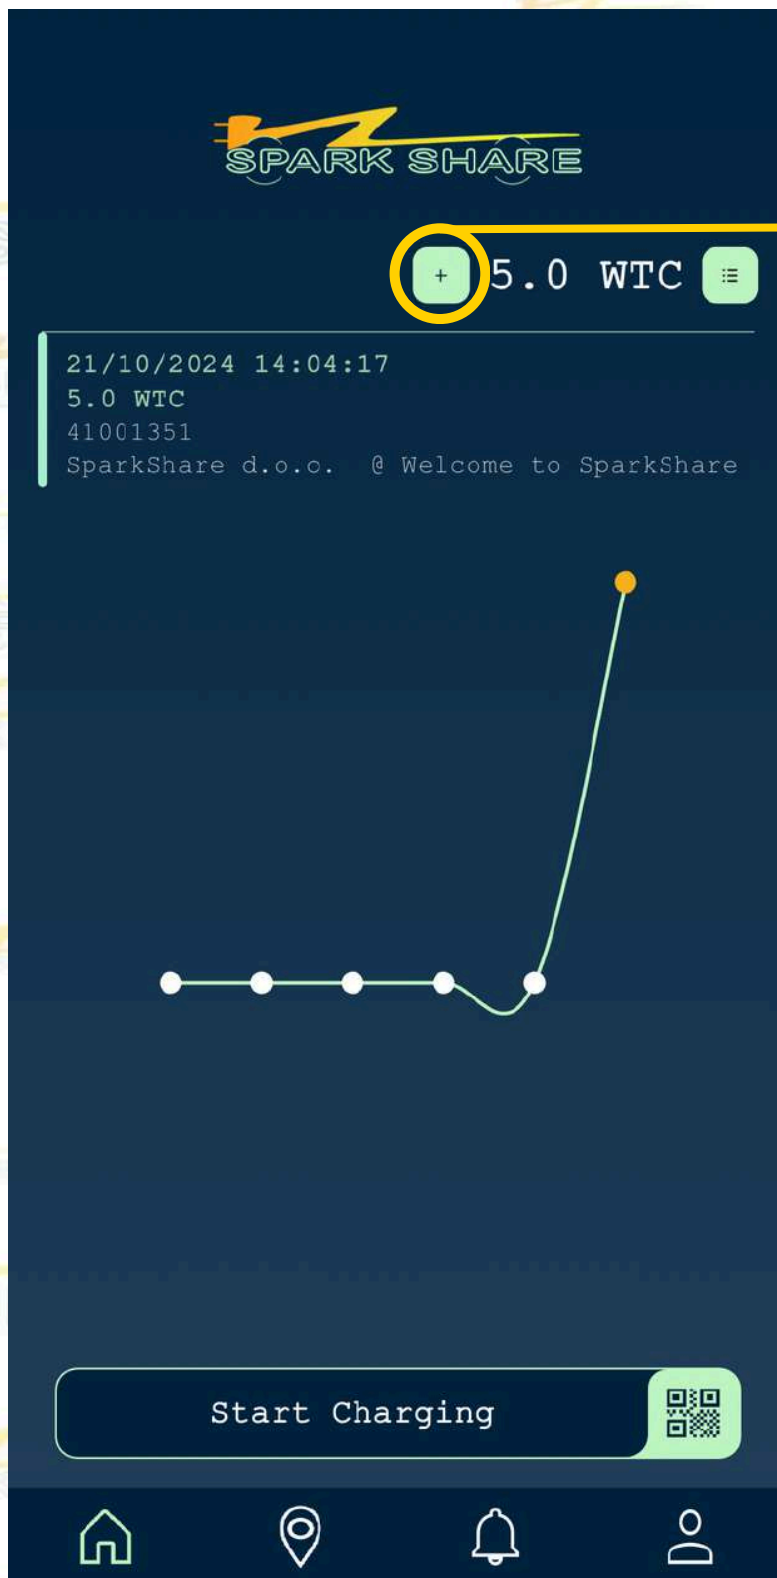 SPARK SHARE
+ 5.0 WTC
21/10/2024 14:04:17
5.0 WTC
41001351
SparkShare d.o.o. @ Welcome to SparkShare
Start Charging